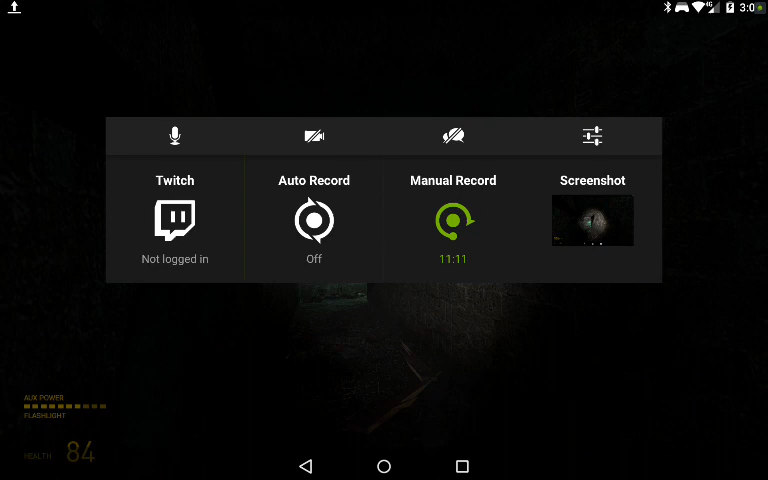 4G
3:0
Twitch
Auto Record
Manual Record
Screenshot
Not logged in
Off
11:11
AUX POWER
FLASHLIGHT
HEALTH 84